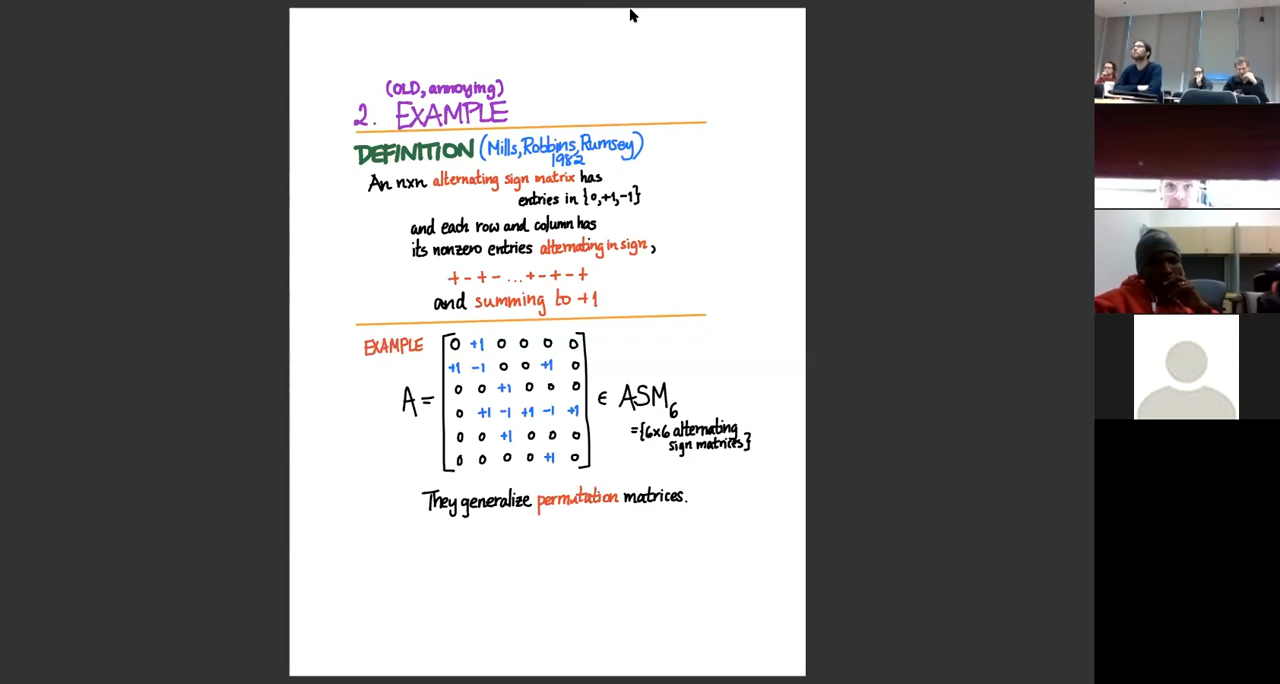 (OLD, annoying)
2. EXAMPLE
DEFINITION (Mills, Robbins, Rumsey)
1982
An nxn alternating sign matrix has
entries in {0,+1,-1}
and each row and column has
its nonzero entries alternating in sign,
+ - + - ... + - + - +
and summing to +1
EXAMPLE
A = [0 +1 0 0 0 0
+1 -1 0 0 +1 0
0 0 +1 0 0 0
0 +1 -1 +1 -1 +1
0 0 +1 0 0 0
0 0 0 0 +1 0] ∈ ASM6
= {6x6 alternating
sign matrices}
They generalize permutation matrices.